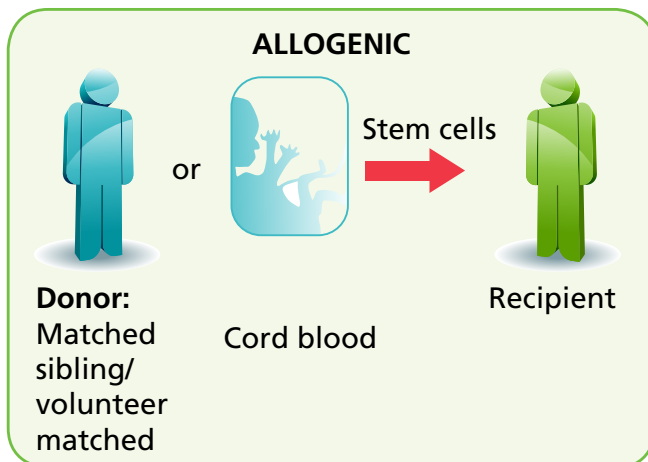 ALLOGENIC
or
Stem cells
Donor:
Matched
sibling/
volunteer
matched
Cord blood
Recipient